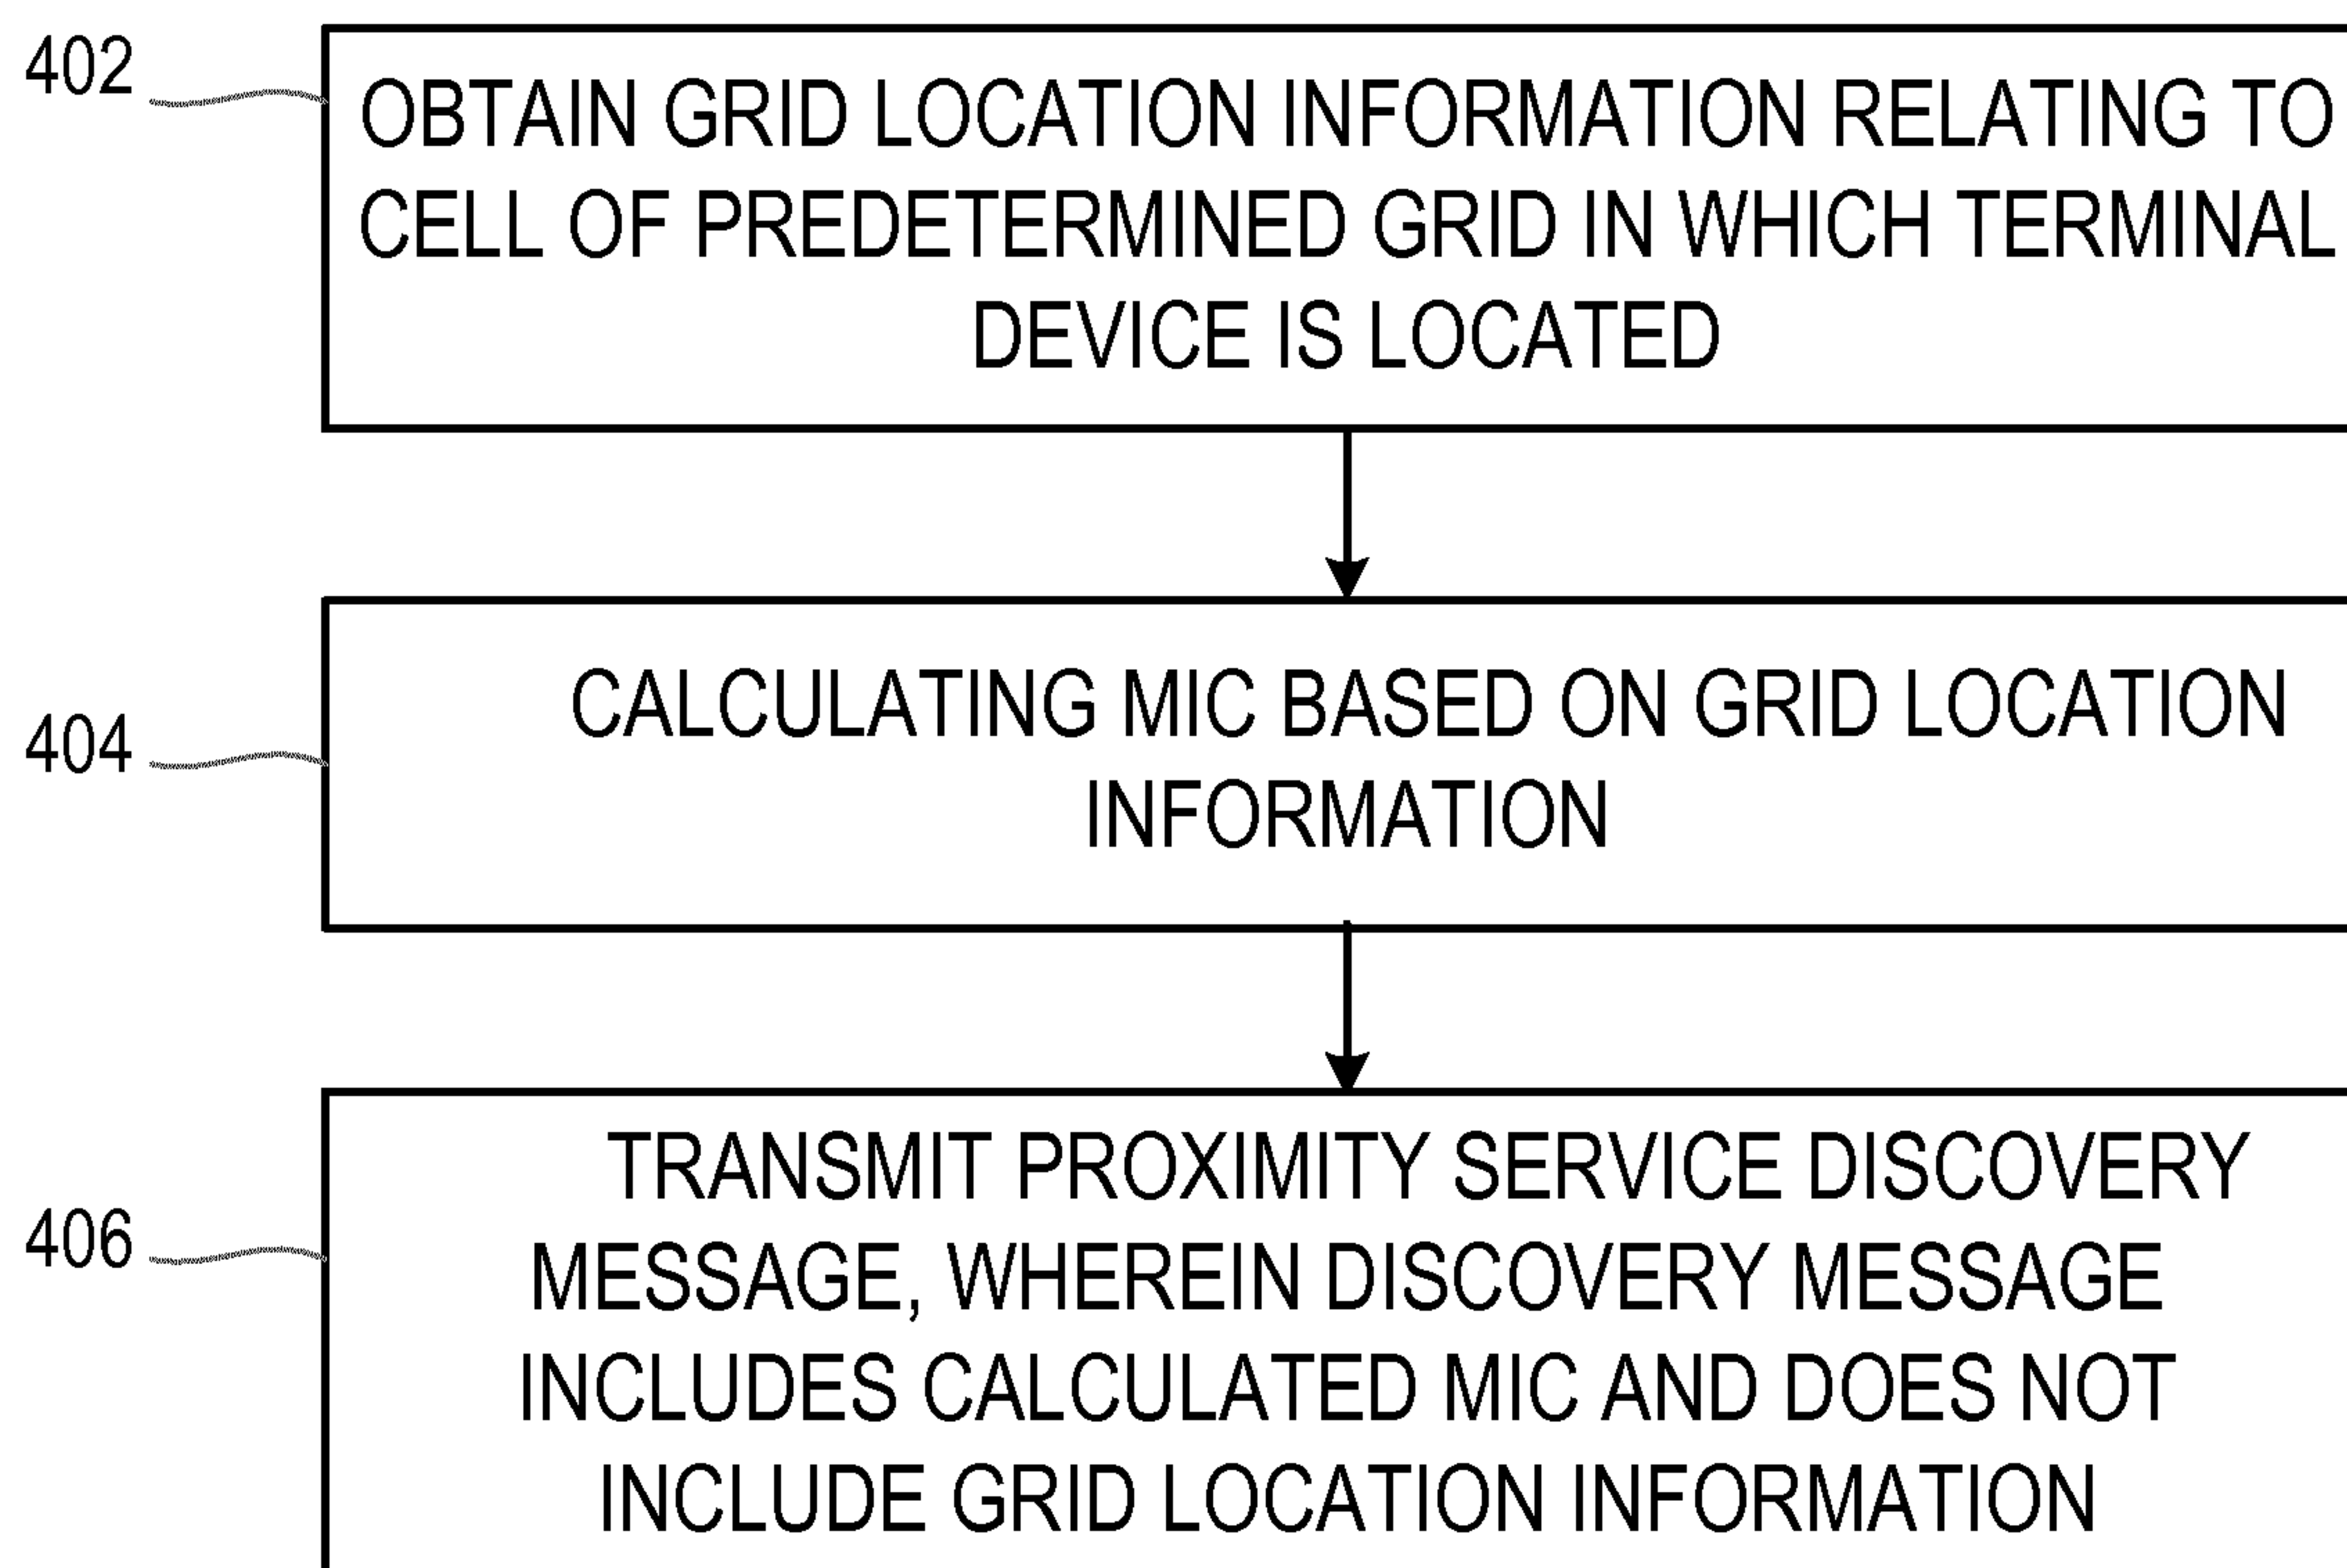 402
OBTAIN GRID LOCATION INFORMATION RELATING TO
CELL OF PREDETERMINED GRID IN WHICH TERMINAL
DEVICE IS LOCATED
404
CALCULATING MIC BASED ON GRID LOCATION
INFORMATION
406
TRANSMIT PROXIMITY SERVICE DISCOVERY
MESSAGE, WHEREIN DISCOVERY MESSAGE
INCLUDES CALCULATED MIC AND DOES NOT
INCLUDE GRID LOCATION INFORMATION